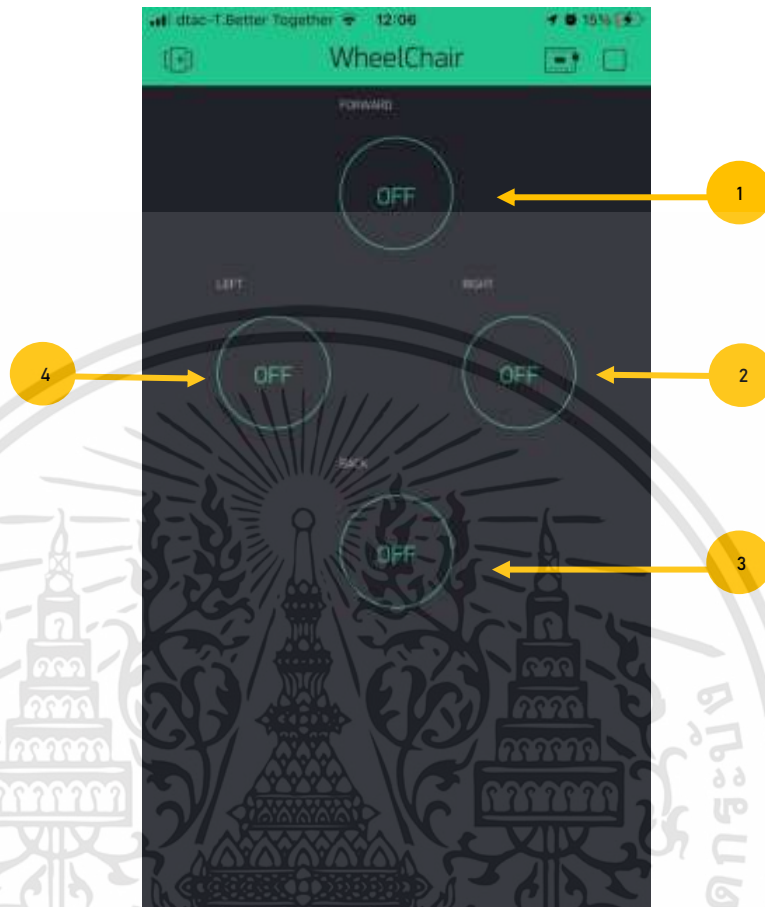 dtac-T.Better Together 12:06 15%
WheelChair
FORWARD
OFF
1
LEFT
RIGHT
OFF
OFF
4
2
BACK
OFF
3